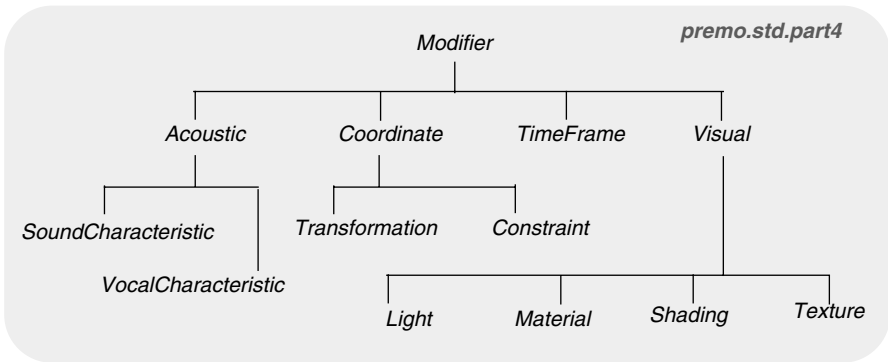 premo.std.part4
Modifier
Acoustic
Coordinate
TimeFrame
Visual
SoundCharacteristic
VocalCharacteristic
Transformation
Constraint
Light
Material
Shading
Texture